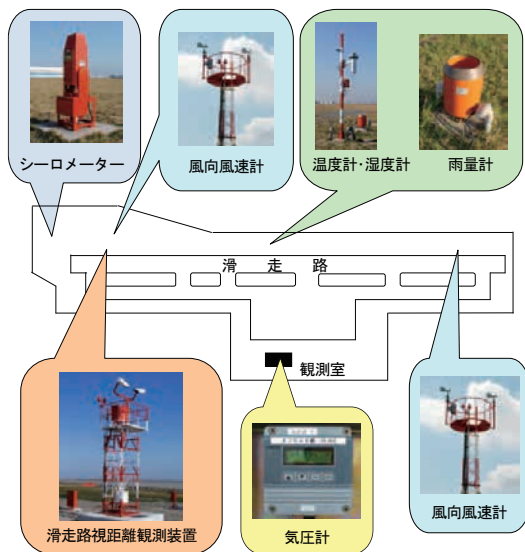 シーロメーター
風向風速計
温度計・湿度計
雨量計
滑走路
観測室
滑走路視距離観測装置
気圧計
風向風速計